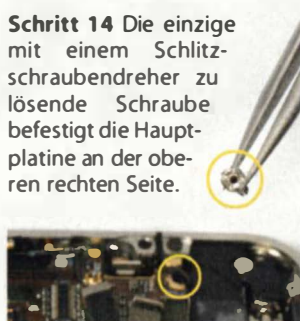 Schritt 14 Die einzige
mit einem Schlitz-
schraubendreher zu
lösende Schraube
befestigt die Haupt-
platine an der obe-
ren rechten Seite.